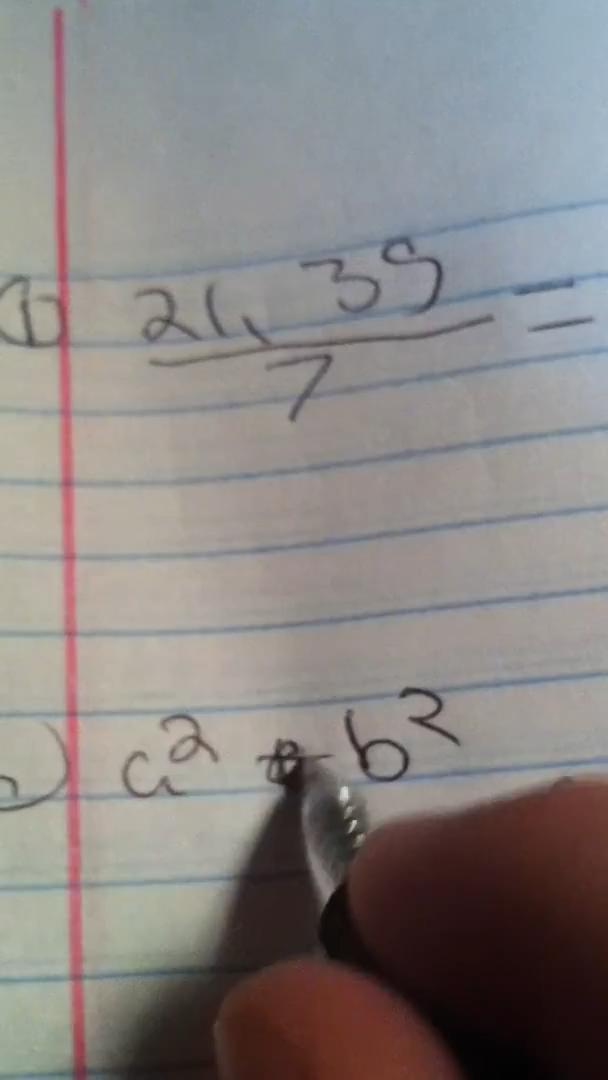 1) 21, 35 =
7
a² + b²